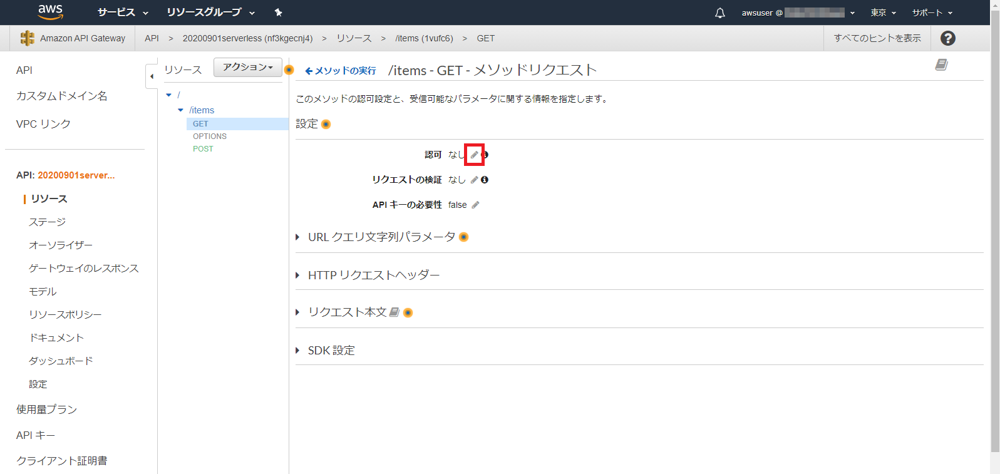 aws サービス リソースグループ awsuser @ 東京 サポート
Amazon API Gateway API > 20200901serverless (nf3kgecnj4) > リソース > /items (1vufc6) > GET すべてのヒントを表示 ?
API
カスタムドメイン名
VPC リンク
API: 20200901server...
リソース
ステージ
オーソライザー
ゲートウェイのレスポンス
モデル
リソースポリシー
ドキュメント
ダッシュボード
設定
使用量プラン
API キー
クライアント証明書
リソース アクション
/
/items
GET
OPTIONS
POST
メソッドの実行 /items - GET - メソッドリクエスト
このメソッドの認可設定と、受信可能なパラメータに関する情報を指定します。
設定
認可 なし
リクエストの検証 なし
API キーの必要性 false
URL クエリ文字列パラメータ
HTTP リクエストヘッダー
リクエスト本文
SDK 設定